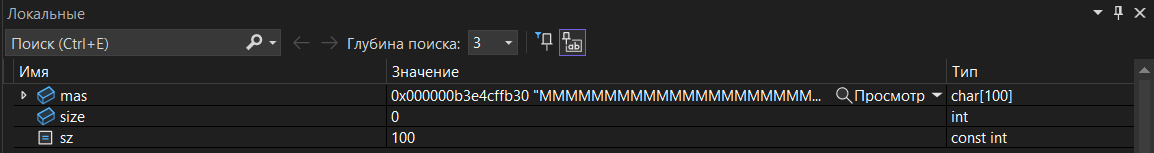 Локальные
Поиск (Ctrl+E) Глубина поиска: 3
Имя Значение Тип
mas 0x000000b3e4cffb30 "MMMMMMMMMMMMMMMMMMMMM... Просмотр char[100]
size 0 int
sz 100 const int